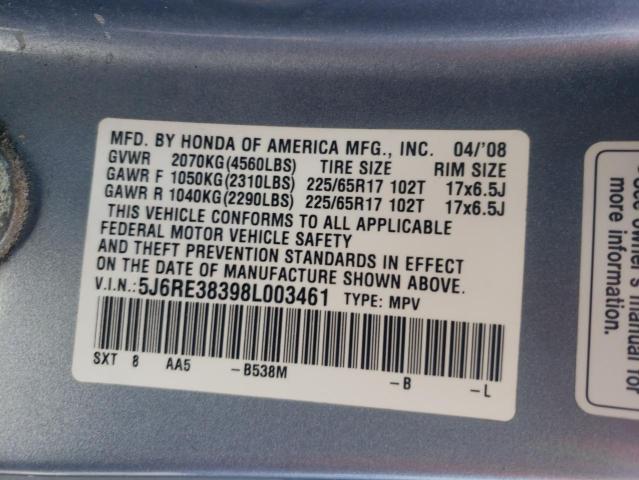 MFD. BY HONDA OF AMERICA MFG., INC. 04/'08
GVWR 2070KG(4560LBS) TIRE SIZE RIM SIZE
GAWR F 1050KG(2310LBS) 225/65R17 102T 17x6.5J
GAWR R 1040KG(2290LBS) 225/65R17 102T 17x6.5J
THIS VEHICLE CONFORMS TO ALL APPLICABLE
FEDERAL MOTOR VEHICLE SAFETY
AND THEFT PREVENTION STANDARDS IN EFFECT
ON THE DATE OF MANUFACTURE SHOWN ABOVE.
V.I.N.:5J6RE38398L003461 TYPE: MPV
SXT 8 AA5 -B538M -B -L
owner's manual for
more information.